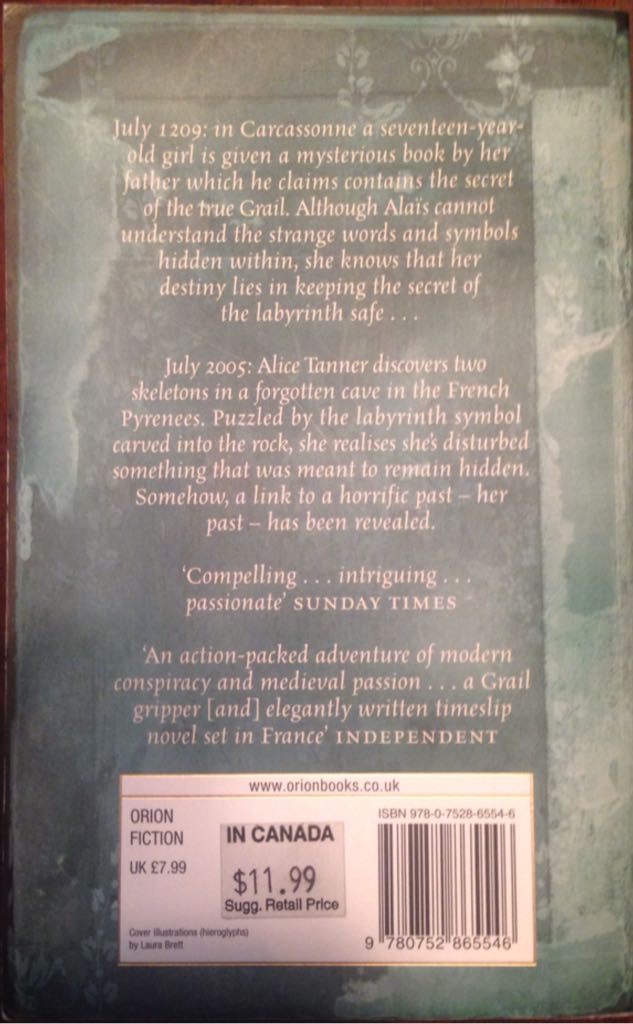 July 1209: in Carcassonne a seventeen-year-
old girl is given a mysterious book by her
father which he claims contains the secret
of the true Grail. Although Alaïs cannot
understand the strange words and symbols
hidden within, she knows that her
destiny lies in keeping the secret of
the labyrinth safe . . .
July 2005: Alice Tanner discovers two
skeletons in a forgotten cave in the French
Pyrenees. Puzzled by the labyrinth symbol
carved into the rock, she realises she's disturbed
something that was meant to remain hidden.
Somehow, a link to a horrific past – her
past – has been revealed.
'Compelling . . . intriguing . . .
passionate' SUNDAY TIMES
'An action-packed adventure of modern
conspiracy and medieval passion . . . a Grail
gripper [and] elegantly written timeslip
novel set in France' INDEPENDENT
www.orionbooks.co.uk
ORION
FICTION
UK £7.99
IN CANADA
$11.99
Sugg. Retail Price
Cover illustrations (hieroglyphs)
by Laura Brett
ISBN 978-0-7528-6554-6
9 780752 865546